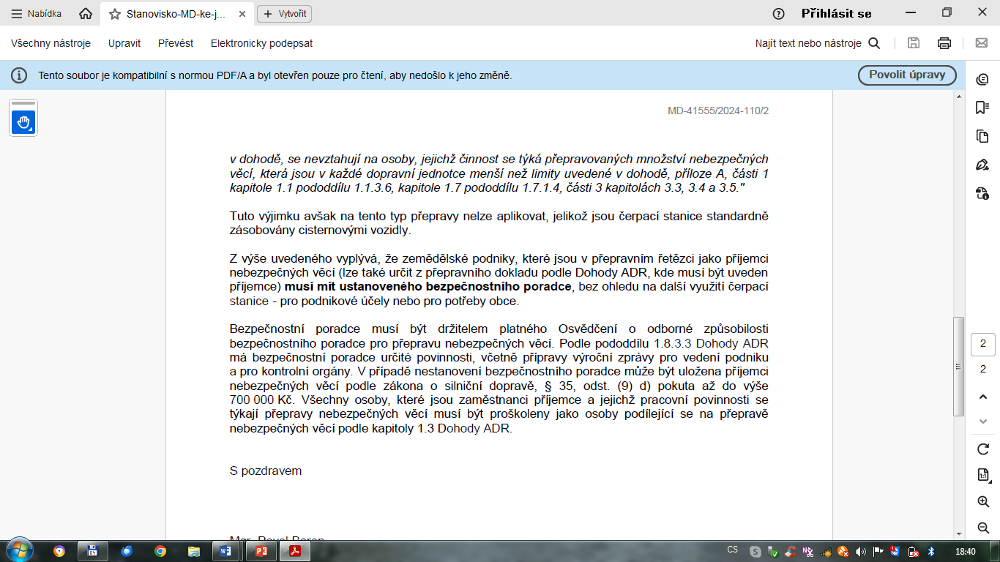 Nabídka
Stanovisko-MD-ke-j...
Vytvořit
Přihlásit se
Všechny nástroje
Upravit
Převést
Elektronicky podepsat
Najít text nebo nástroje
Tento soubor je kompatibilní s normou PDF/A a byl otevřen pouze pro čtení, aby nedošlo k jeho změně.
Povolit úpravy
MD-41555/2024-110/2
v dohodě, se nevztahují na osoby, jejichž činnost se týká přepravovaných množství nebezpečných
věcí, která jsou v každé dopravní jednotce menší než limity uvedené v dohodě, příloze A, části 1
kapitole 1.1 pododdílu 1.1.3.6, kapitole 1.7 pododdílu 1.7.1.4, části 3 kapitolách 3.3, 3.4 a 3.5."
Tuto výjimku avšak na tento typ přepravy nelze aplikovat, jelikož jsou čerpací stanice standardně
zásobovány cisternovými vozidly.
Z výše uvedeného vyplývá, že zemědělské podniky, které jsou v přepravním řetězci jako příjemci
nebezpečných věcí (lze také určit z přepravního dokladu podle Dohody ADR, kde musí být uveden
příjemce) musí mít ustanoveného bezpečnostního poradce, bez ohledu na další využití čerpací
stanice - pro podnikové účely nebo pro potřeby obce.
Bezpečnostní poradce musí být držitelem platného Osvědčení o odborné způsobilosti
bezpečnostního poradce pro přepravu nebezpečných věcí. Podle pododdílu 1.8.3.3 Dohody ADR
má bezpečnostní poradce určité povinnosti, včetně přípravy výroční zprávy pro vedení podniku
a pro kontrolní orgány. V případě nestanovení bezpečnostního poradce může být uložena příjemci
nebezpečných věcí podle zákona o silniční dopravě, § 35, odst. (9) d) pokuta až do výše
700 000 Kč. Všechny osoby, které jsou zaměstnanci příjemce a jejichž pracovní povinnosti se
týkají přepravy nebezpečných věcí musí být proškoleny jako osoby podílející se na přepravě
nebezpečných věcí podle kapitoly 1.3 Dohody ADR.
S pozdravem
2
2
1:1
CS
18:40